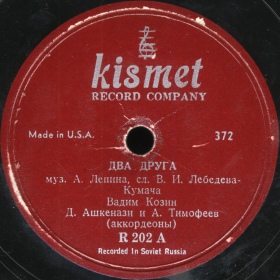 kismet
RECORD COMPANY
Made in U.S.A.
372
ДВА ДРУГА
муз. А. Лепина, сл. В. И. Лебедева-
Кумача
Вадим Козин
Д. Ашкенази и А. Тимофеев
(аккордеоны)
R 202 A
Recorded In Soviet Russia